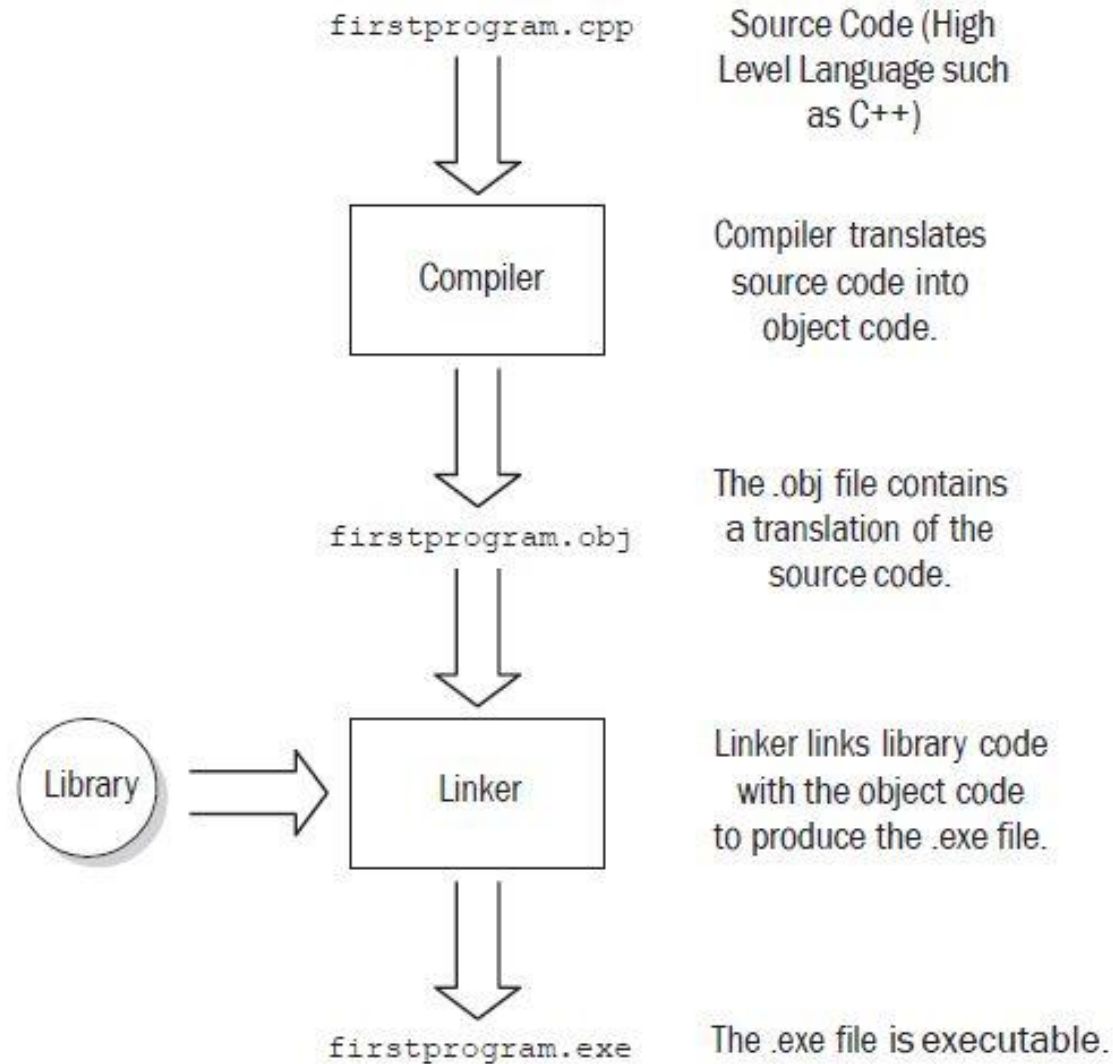 firstprogram.cpp
Source Code (High
Level Language such
as C++)
Compiler
Compiler translates
source code into
object code.
firstprogram.obj
The .obj file contains
a translation of the
source code.
Library
Linker
Linker links library code
with the object code
to produce the .exe file.
firstprogram.exe
The .exe file is executable.